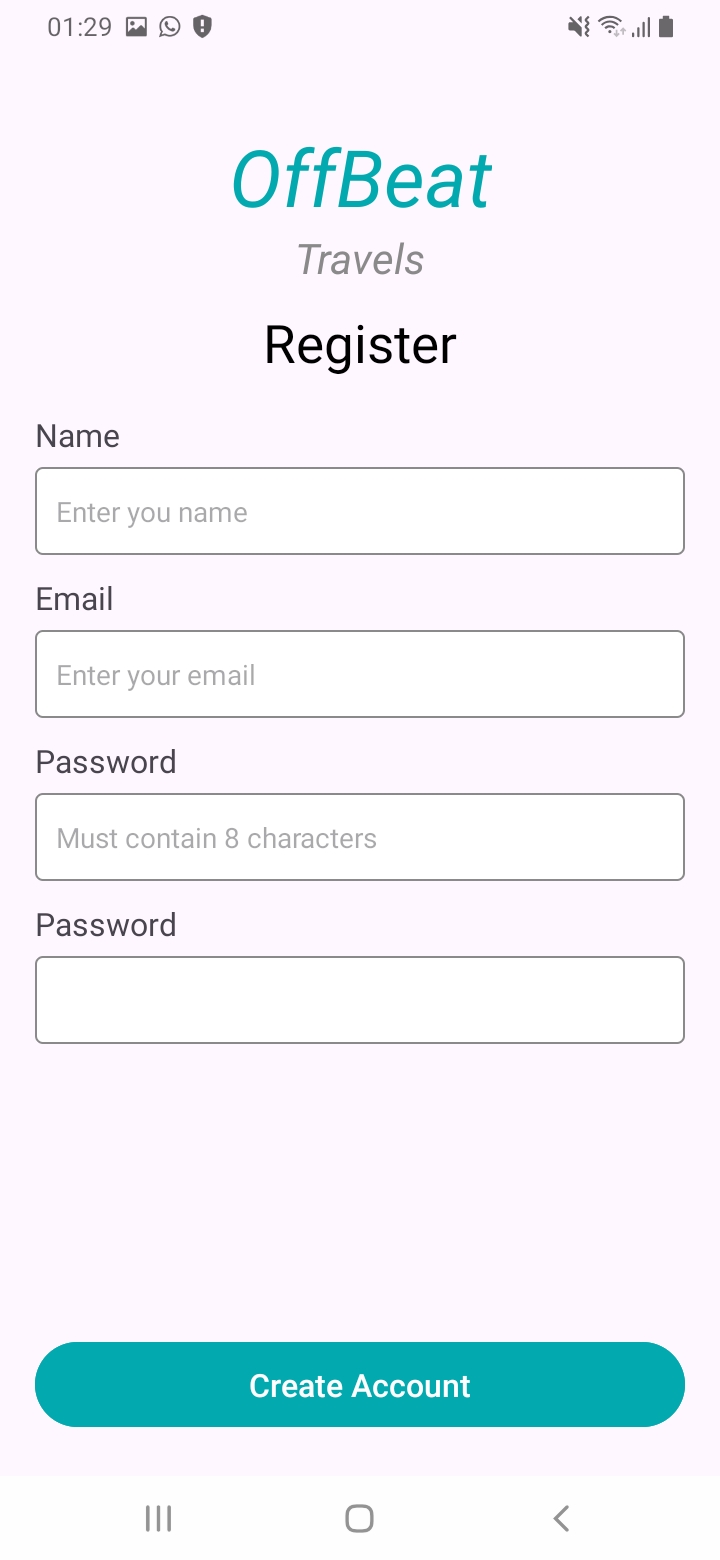 01:29
OffBeat
Travels
Register
Name
Enter you name
Email
Enter your email
Password
Must contain 8 characters
Password
Create Account